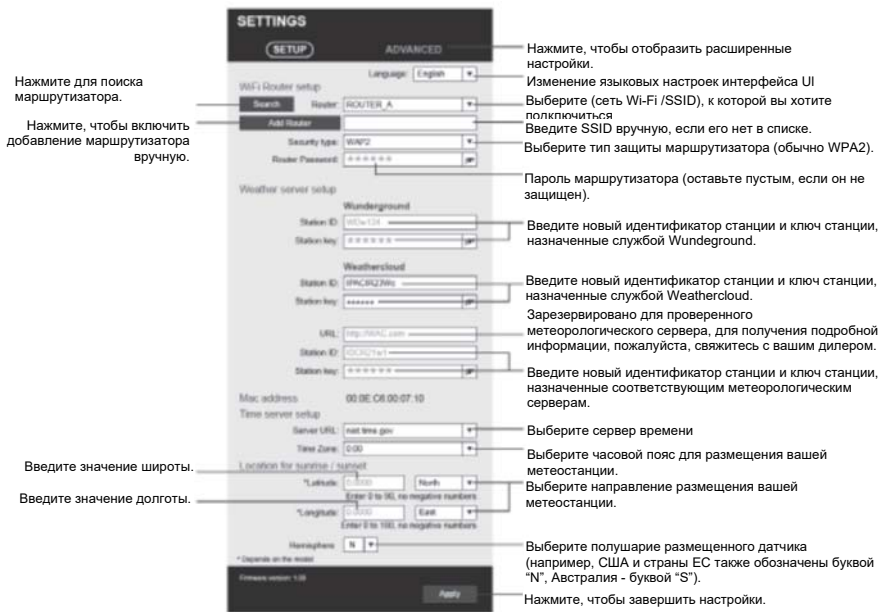 SETTINGS
SETUP
ADVANCED
Нажмите, чтобы отобразить расширенные
настройки.
Language: English
Изменение языковых настроек интерфейса UI
Нажмите для поиска
маршрутизатора.
WiFi Router setup
Search
Router: ROUTER_A
Выберите (сеть Wi-Fi /SSID), к которой вы хотите
подключиться
Нажмите, чтобы включить
добавление маршрутизатора
вручную.
Add Router
Введите SSID вручную, если его нет в списке.
Security type: WAP2
Выберите тип защиты маршрутизатора (обычно WPA2).
Router Password: ******
Пароль маршрутизатора (оставьте пустым, если он не
защищен).
Weather server setup
Wunderground
Station ID: WDw124
Station key: ******
Введите новый идентификатор станции и ключ станции,
назначенные службой Wundeground.
Weathercloud
Station ID:
Station key: ******
Введите новый идентификатор станции и ключ станции,
назначенные службой Weathercloud.
Зарезервировано для проверенного
метеорологического сервера, для получения подробной
информации, пожалуйста, свяжитесь с вашим дилером.
URL:
Station ID:
Station key: ******
Введите новый идентификатор станции и ключ станции,
назначенные соответствующим метеорологическим
серверам.
Mac address 00:0E:C6:00:07:10
Time server setup
Server URL: nist.time.gov
Выберите сервер времени
Time Zone: 0:00
Выберите часовой пояс для размещения вашей
метеостанции.
Location for sunrise / sunset
Введите значение широты.
*Latitude: 0.0000 North
Enter 0 to 90, no negative numbers
Выберите направление размещения вашей
метеостанции.
Введите значение долготы.
*Longitude: 0.0000 East
Enter 0 to 180, no negative numbers
Hemisphere N
Выберите полушарие размещенного датчика
(например, США и страны ЕС также обозначены буквой
“N”, Австралия - буквой “S”).
* Depends on the model
Firmware version: 1.00
Apply
Нажмите, чтобы завершить настройки.